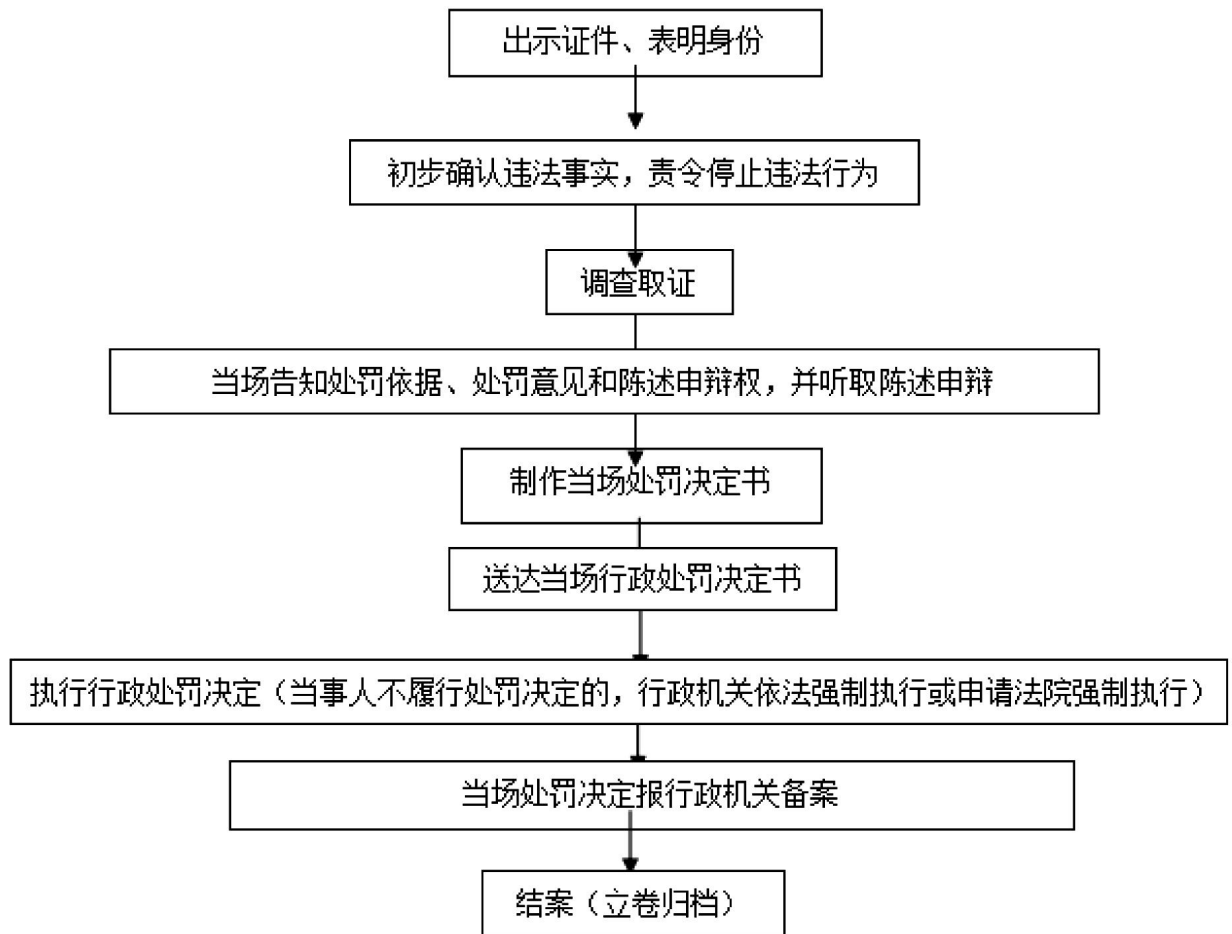 出示证件、表明身份
初步确认违法事实，责令停止违法行为
调查取证
当场告知处罚依据、处罚意见和陈述申辩权，并听取陈述申辩
制作当场处罚决定书
送达当场行政处罚决定书
执行行政处罚决定（当事人不履行处罚决定的，行政机关依法强制执行或申请法院强制执行）
当场处罚决定报行政机关备案
结案（立卷归档）